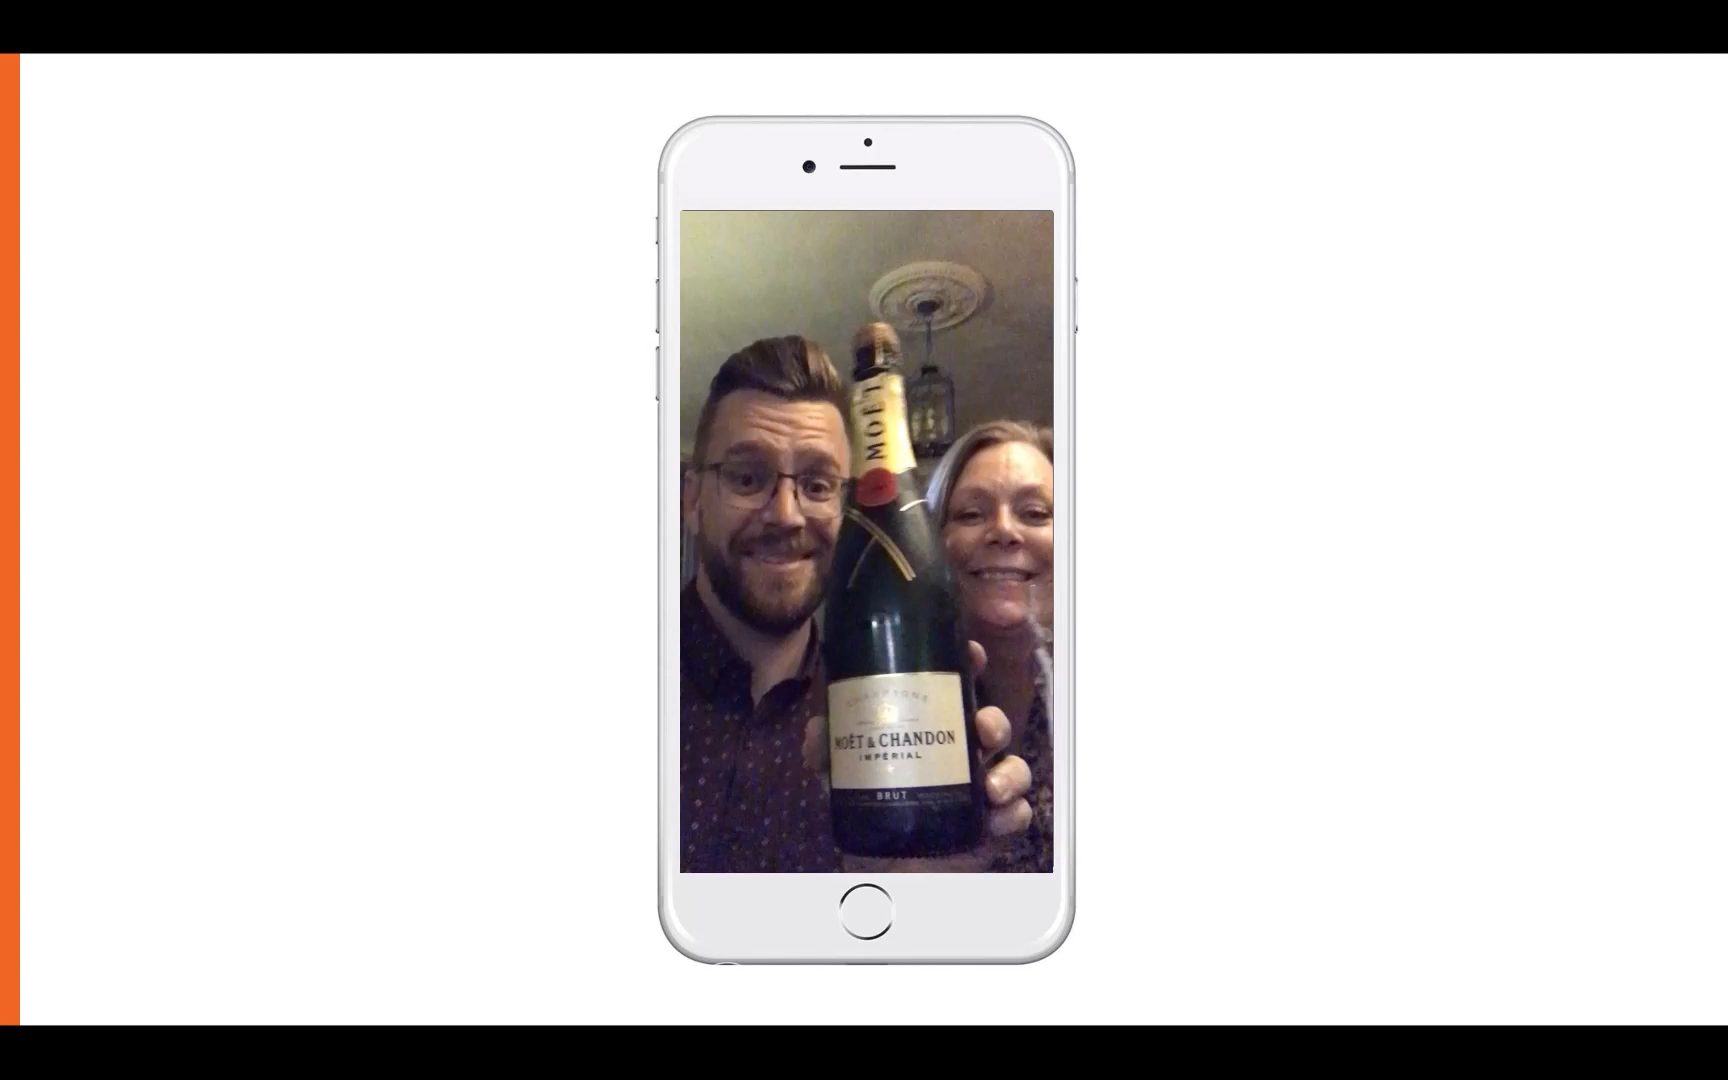 MOËT
CHAMPAGNE
MOËT & CHANDON
IMPÉRIAL
BRUT